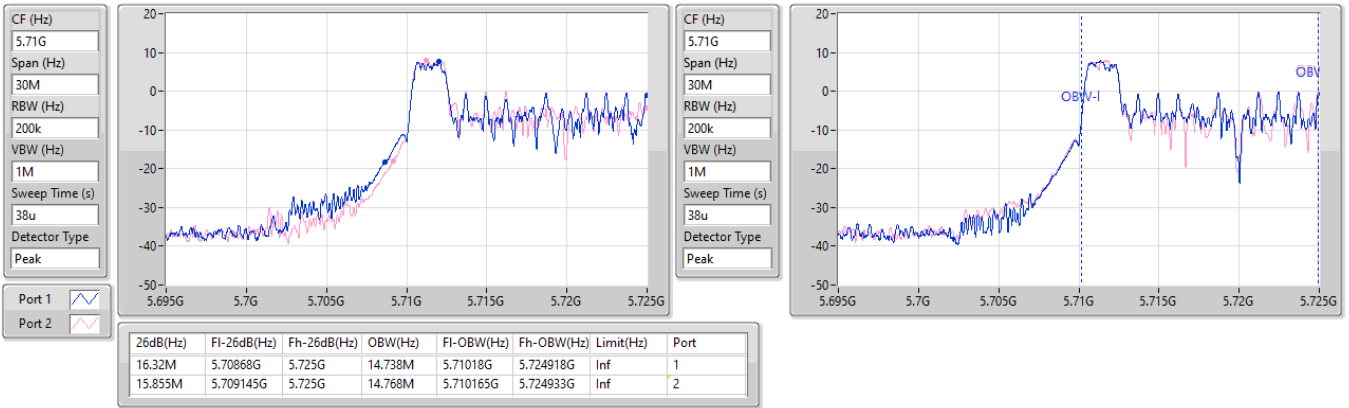 CF (Hz)
5.71G
Span (Hz)
30M
RBW (Hz)
200k
VBW (Hz)
1M
Sweep Time (s)
38u
Detector Type
Peak
Port 1
Port 2
20
10
0
-10
-20
-30
-40
-50
5.695G 5.7G 5.705G 5.71G 5.715G 5.72G 5.725G
CF (Hz)
5.71G
Span (Hz)
30M
RBW (Hz)
200k
VBW (Hz)
1M
Sweep Time (s)
38u
Detector Type
Peak
20
10
0
-10
-20
-30
-40
-50
OBW-l
OBW
5.695G 5.7G 5.705G 5.71G 5.715G 5.72G 5.725G
26dB(Hz) Fl-26dB(Hz) Fh-26dB(Hz) OBW(Hz) Fl-OBW(Hz) Fh-OBW(Hz) Limit(Hz) Port
16.32M 5.70868G 5.725G 14.738M 5.71018G 5.724918G Inf 1
15.855M 5.709145G 5.725G 14.768M 5.710165G 5.724933G Inf 2